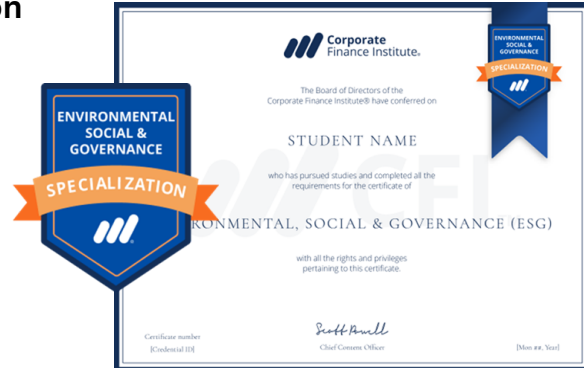 on
Corporate
Finance Institute®
ENVIRONMENTAL
SOCIAL &
GOVERNANCE
SPECIALIZATION
The Board of Directors of the
Corporate Finance Institute® have conferred on
STUDENT NAME
CFI
who has pursued studies and completed all the
requirements for the certificate of
RONMENTAL, SOCIAL & GOVERNANCE (ESG)
with all the rights and privileges
pertaining to this certificate.
Scott Powell
Chief Content Officer
Certificate number
[Credential ID]
[Mon ##, Year]
ENVIRONMENTAL
SOCIAL &
GOVERNANCE
SPECIALIZATION